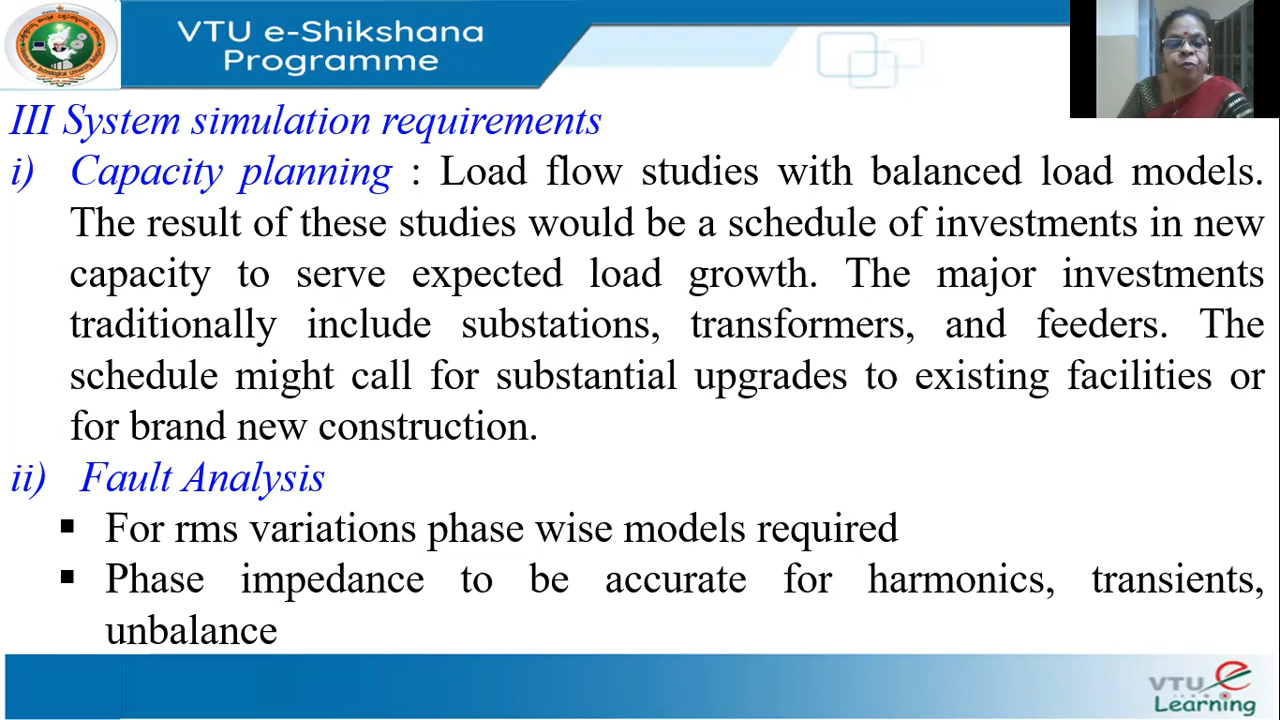 VTU e-Shikshana
Programme
III System simulation requirements
i) Capacity planning : Load flow studies with balanced load models.
The result of these studies would be a schedule of investments in new
capacity to serve expected load growth. The major investments
traditionally include substations, transformers, and feeders. The
schedule might call for substantial upgrades to existing facilities or
for brand new construction.
ii) Fault Analysis
▪ For rms variations phase wise models required
▪ Phase impedance to be accurate for harmonics, transients,
unbalance
VTU e
Learning